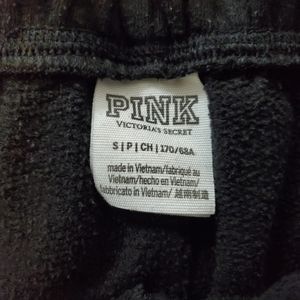 PINK
VICTORIA'S SECRET
S | P | CH | 170/68A
made in Vietnam/fabriqué au
Vietnam/hecho en Vietnam/
fabbricato in Vietnam/ 越南制造